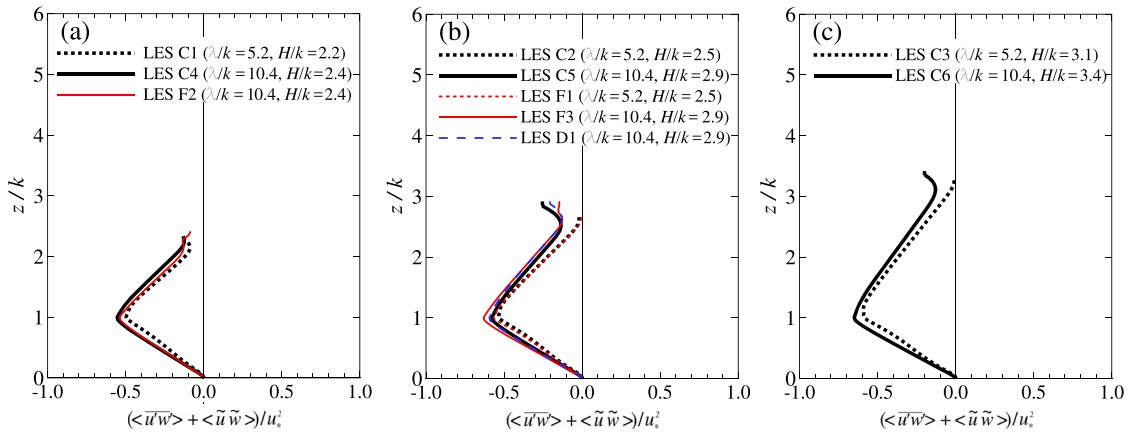 (a)
LES C1 (λ/k = 5.2, H/k = 2.2)
LES C4 (λ/k = 10.4, H/k = 2.4)
LES F2 (λ/k = 10.4, H/k = 2.4)
6
5
4
3
2
1
0
z / k
-1.0 -0.5 0.0 0.5 1.0
(<u'w'> + <ũ w̃>)/u*²
(b)
LES C2 (λ/k = 5.2, H/k = 2.5)
LES C5 (λ/k = 10.4, H/k = 2.9)
LES F1 (λ/k = 5.2, H/k = 2.5)
LES F3 (λ/k = 10.4, H/k = 2.9)
LES D1 (λ/k = 10.4, H/k = 2.9)
6
5
4
3
2
1
0
z / k
-1.0 -0.5 0.0 0.5 1.0
(<u'w'> + <ũ w̃>)/u*²
(c)
LES C3 (λ/k = 5.2, H/k = 3.1)
LES C6 (λ/k = 10.4, H/k = 3.4)
6
5
4
3
2
1
0
z / k
-1.0 -0.5 0.0 0.5 1.0
(<u'w'> + <ũ w̃>)/u*²